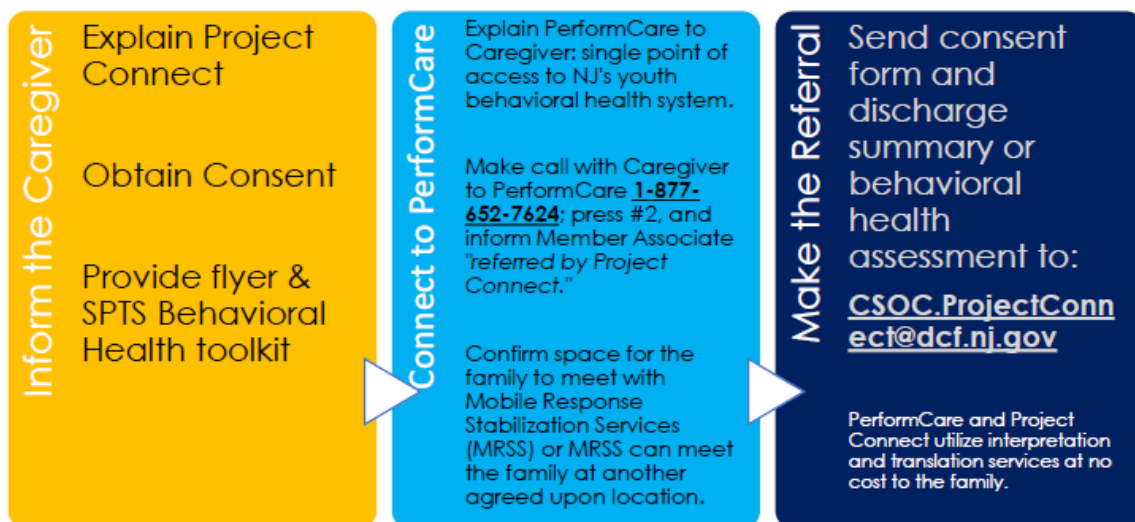 Inform the Caregiver
Explain Project
Connect
Obtain Consent
Provide flyer &
SPTS Behavioral
Health toolkit
Connect to PerformCare
Explain PerformCare to
Caregiver: single point of
access to NJ's youth
behavioral health system.
Make call with Caregiver
to PerformCare 1-877-
652-7624; press #2, and
inform Member Associate
"referred by Project
Connect."
Confirm space for the
family to meet with
Mobile Response
Stabilization Services
(MRSS) or MRSS can meet
the family at another
agreed upon location.
Make the Referral
Send consent
form and
discharge
summary or
behavioral
health
assessment to:
CSOC.ProjectConn
ect@dcf.nj.gov
PerformCare and Project
Connect utilize interpretation
and translation services at no
cost to the family.